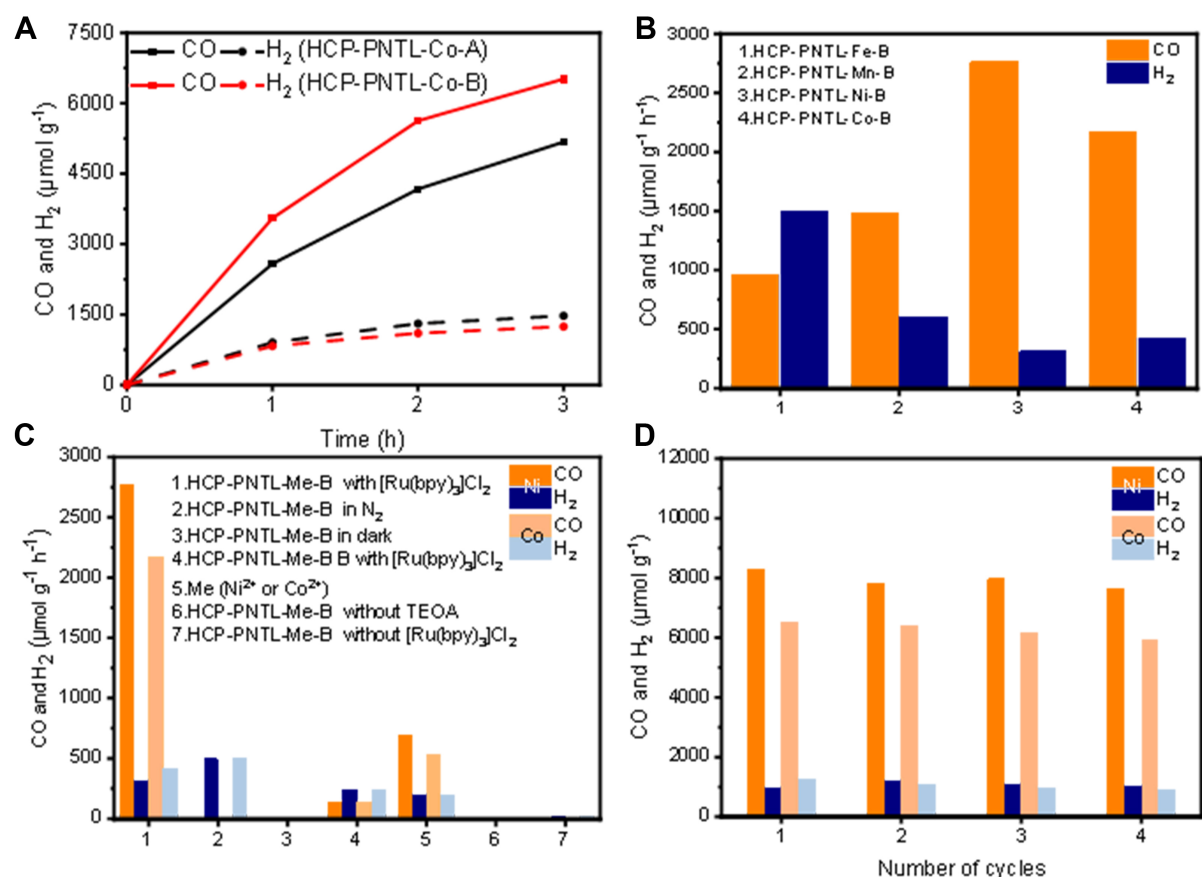 A
CO H2 (HCP-PNTL-Co-A)
CO H2 (HCP-PNTL-Co-B)
CO and H2 (μmol g-1)
7500
6000
4500
3000
1500
0
0 1 2 3
Time (h)
B
1.HCP-PNTL-Fe-B
2.HCP-PNTL-Mn-B
3.HCP-PNTL-Ni-B
4.HCP-PNTL-Co-B
CO
H2
CO and H2 (μmol g-1 h-1)
3000
2500
2000
1500
1000
500
0
1 2 3 4
C
1.HCP-PNTL-Me-B with [Ru(bpy)3]Cl2
2.HCP-PNTL-Me-B in N2
3.HCP-PNTL-Me-B in dark
4.HCP-PNTL-Me-B B with [Ru(bpy)3]Cl2
5.Me (Ni2+ or Co2+)
6.HCP-PNTL-Me-B without TEOA
7.HCP-PNTL-Me-B without [Ru(bpy)3]Cl2
Ni CO
H2
Co CO
H2
CO and H2 (μmol g-1 h-1)
3000
2500
2000
1500
1000
500
0
1 2 3 4 5 6 7
D
Ni CO
H2
Co CO
H2
CO and H2 (μmol g-1)
12000
10000
8000
6000
4000
2000
0
1 2 3 4
Number of cycles